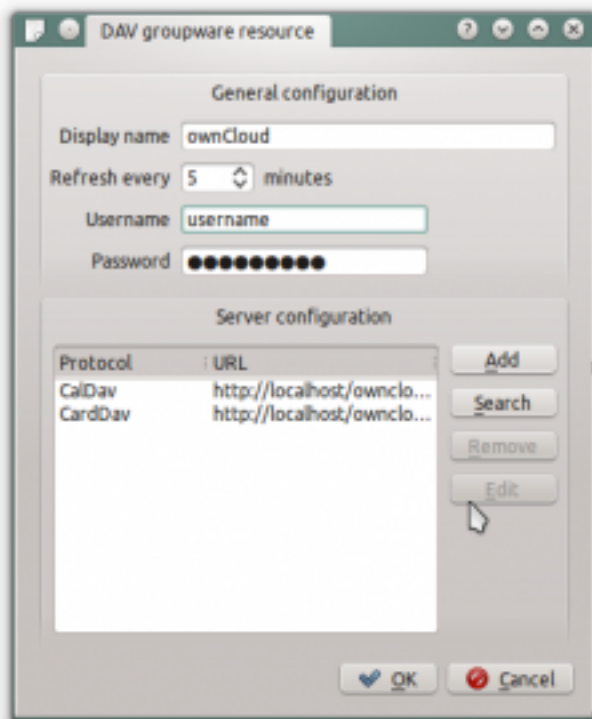 DAV groupware resource
General configuration
Display name ownCloud
Refresh every 5 minutes
Username username
Password ●●●●●●●●●
Server configuration
Protocol URL
CalDav http://localhost/ownclo...
CardDav http://localhost/ownclo...
Add
Search
Remove
Edit
OK Cancel